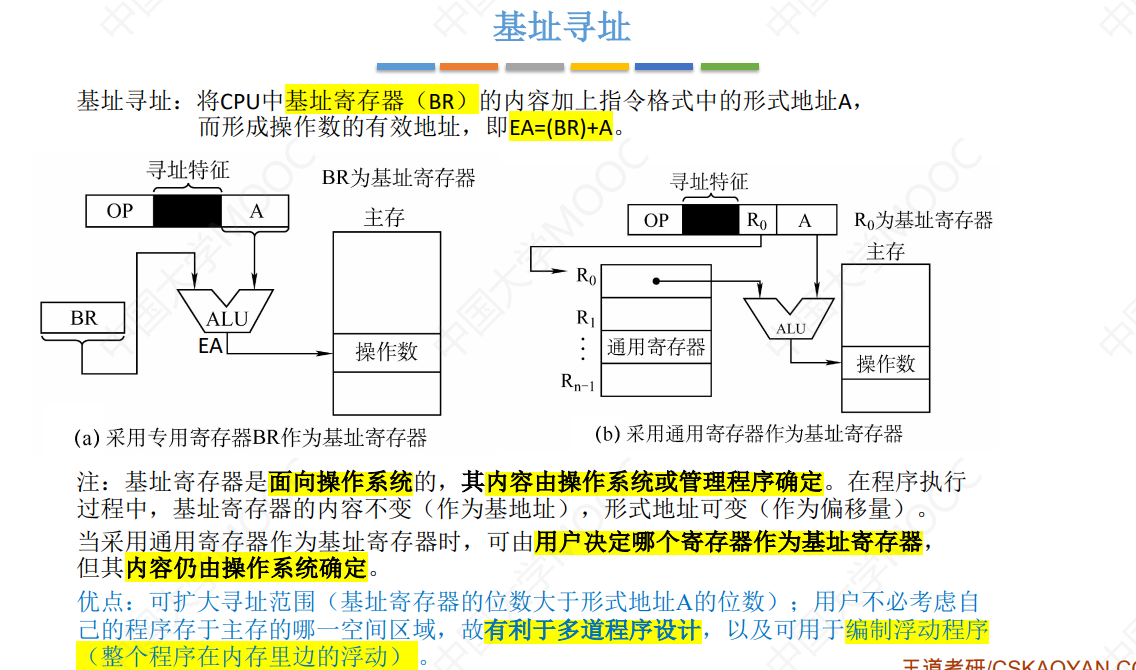 基址寻址
基址寻址：将CPU中基址寄存器（BR）的内容加上指令格式中的形式地址A，
而形成操作数的有效地址，即EA=(BR)+A。
寻址特征
BR为基址寄存器
OP
A
主存
BR
ALU
EA
操作数
(a) 采用专用寄存器BR作为基址寄存器
寻址特征
OP
R0
A
R0为基址寄存器
主存
R0
R1
⋮
通用寄存器
Rn−1
ALU
操作数
(b) 采用通用寄存器作为基址寄存器
注：基址寄存器是面向操作系统的，其内容由操作系统或管理程序确定。在程序执行
过程中，基址寄存器的内容不变（作为基地址），形式地址可变（作为偏移量）。
当采用通用寄存器作为基址寄存器时，可由用户决定哪个寄存器作为基址寄存器，
但其内容仍由操作系统确定。
优点：可扩大寻址范围（基址寄存器的位数大于形式地址A的位数）；用户不必考虑自
己的程序存于主存的哪一空间区域，故有利于多道程序设计，以及可用于编制浮动程序
（整个程序在内存里边的浮动）。
王道考研/CSKAOYAN.CO
中国大学MOOC